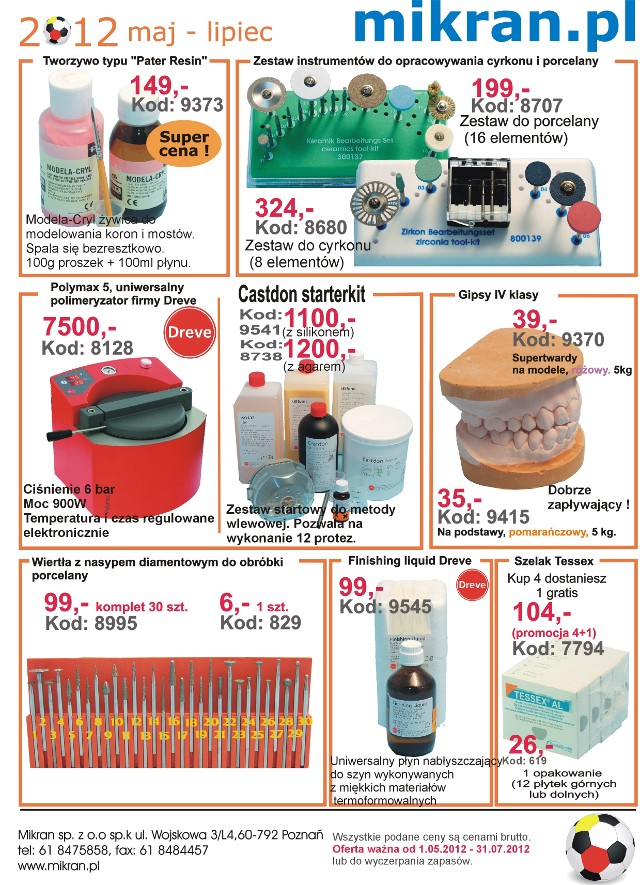 2012 maj - lipiec
mikran.pl
Tworzywo typu "Pater Resin"
149,-
Kod: 9373
Super
cena !
MODELA-CRYL
MODELA-CRYL
Modela-Cryl żywica do
modelowania koron i mostów.
Spala się bezresztkowo.
100g proszek + 100ml płynu.
Zestaw instrumentów do opracowywania cyrkonu i porcelany
199,-
Kod: 8707
Zestaw do porcelany
(16 elementów)
Keramik Bearbeitungs Set
ceramics tool-kit
300137
324,-
Kod: 8680
Zestaw do cyrkonu
(8 elementów)
Zirkon Bearbeitungsset
zirconia tool-kit
800139
Polymax 5, uniwersalny
polimeryzator firmy Dreve
7500,-
Kod: 8128
Dreve
Ciśnienie 6 bar
Moc 900W
Temperatura i czas regulowane
elektronicznie
Castdon starterkit
Kod: 1100,-
9541(z silikonem)
Kod: 1200,-
8738 (z agarem)
Castdon
Castdon
Zestaw startowy do metody
wlewowej. Pozwala na
wykonanie 12 protez.
Gipsy IV klasy
39,-
Kod: 9370
Supertwardy
na modele, różowy. 5kg
35,-
Kod: 9415
Dobrze
zapływający !
Na podstawy, pomarańczowy, 5 kg.
Wiertła z nasypem diamentowym do obróbki
porcelany
99,- komplet 30 szt.
Kod: 8995
6,- 1 szt.
Kod: 829
2 4 6 8 10 12 14 16 18 20 22 24 26 28 30
1 3 5 7 9 11 13 15 17 19 21 23 25 27 29
Finishing liquid Dreve
99,-
Kod: 9545
Dreve
Uniwersalny płyn nabłyszczający
do szyn wykonywanych
z miękkich materiałów
termoformowalnych
Szelak Tessex
Kup 4 dostaniesz
1 gratis
104,-
(promocja 4+1)
Kod: 7794
TESSEX AL
26,-
Kod: 619
1 opakowanie
(12 płytek górnych
lub dolnych)
Mikran sp. z o.o sp.k ul. Wojskowa 3/L4,60-792 Poznań
tel: 61 8475858, fax: 61 8484457
www.mikran.pl
Wszystkie podane ceny są cenami brutto.
Oferta ważna od 1.05.2012 - 31.07.2012
lub do wyczerpania zapasów.